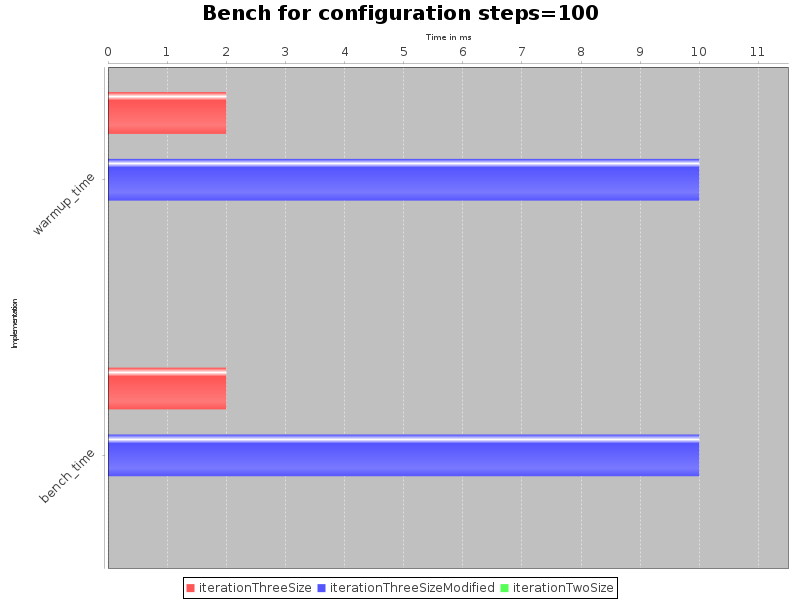 Bench for configuration steps=100
Time in ms
0 1 2 3 4 5 6 7 8 9 10 11
warmup_time
Implementation
bench_time
iterationThreeSize iterationThreeSizeModified iterationTwoSize